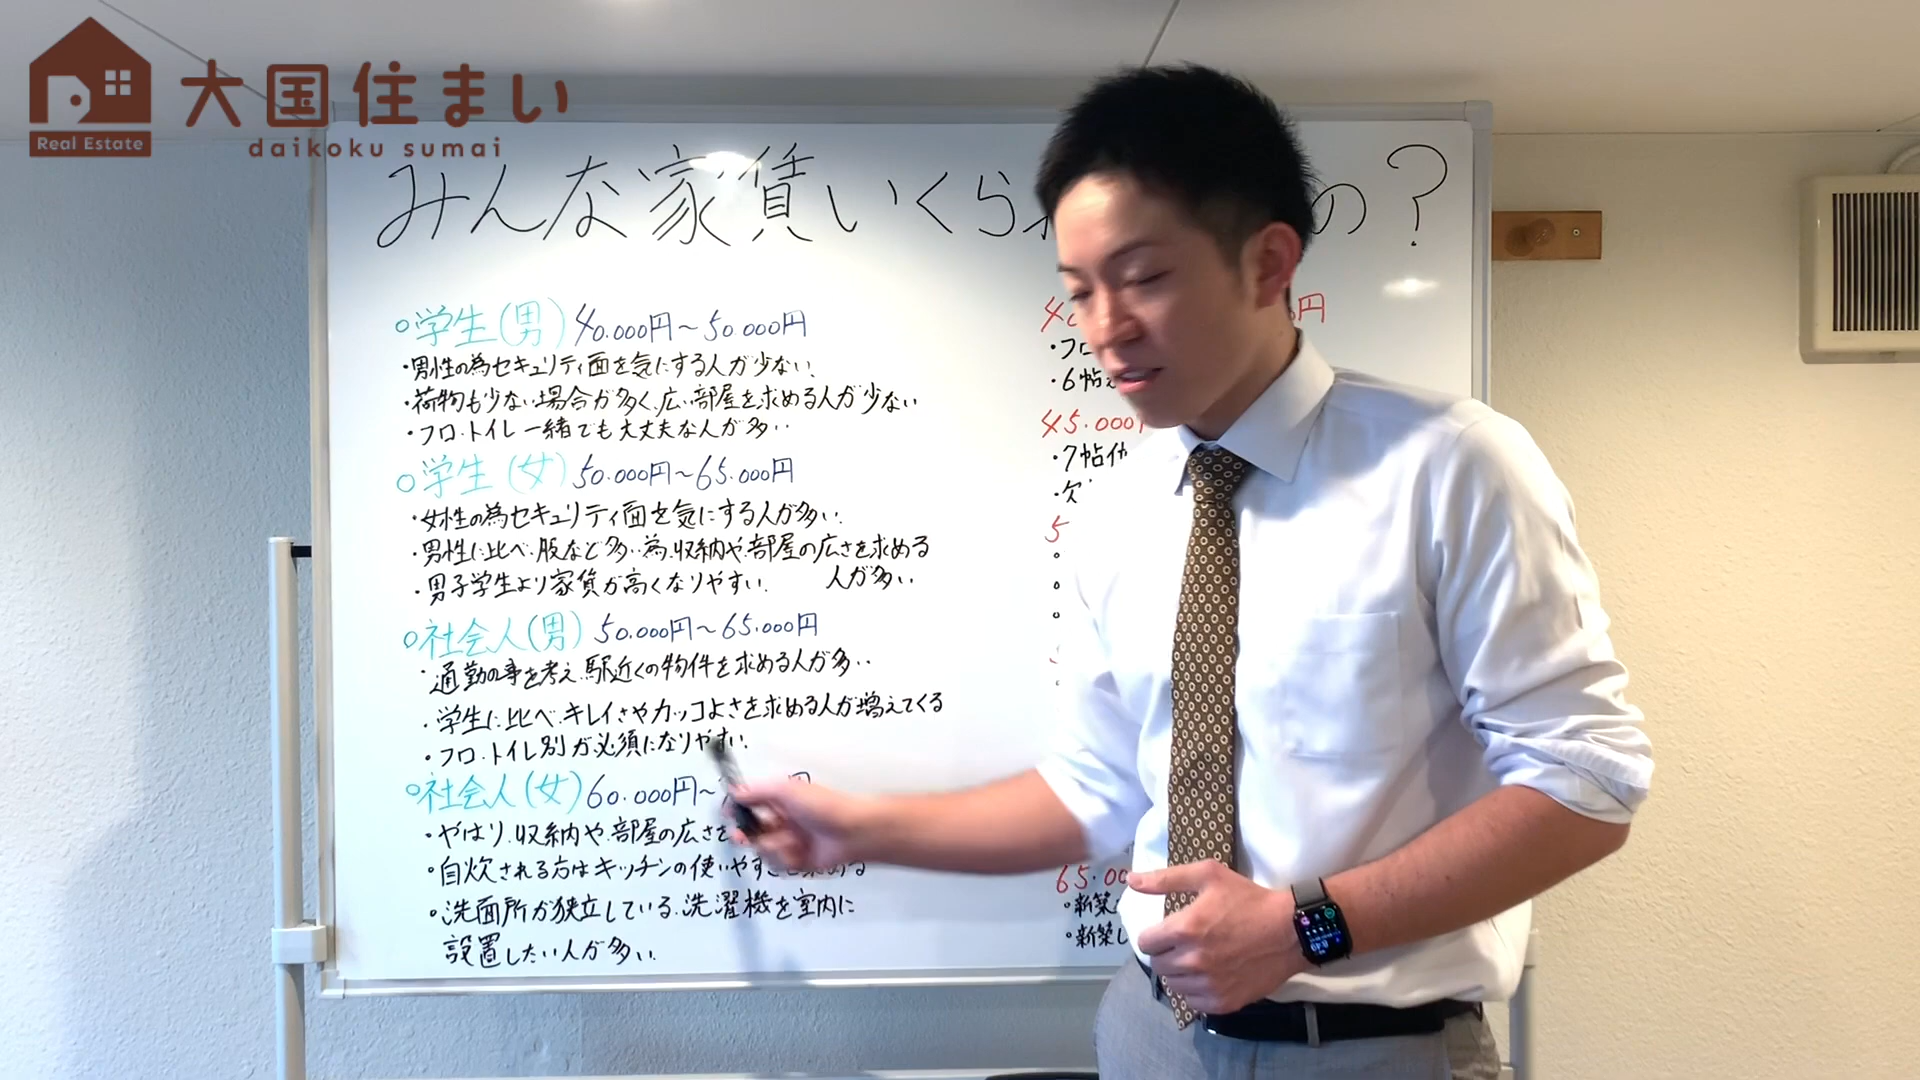 大国住まい
daikoku sumai
Real Estate
みんな家賃いくら の?
○学生(男) 40.000円〜50.000円
・男性の為セキュリティ面を気にする人が少ない.
・荷物も少ない場合が多く、広い部屋を求める人が少ない
・フロ.トイレ一緒でも大丈夫な人が多い.
○学生(女) 50.000円〜65.000円
・女性の為セキュリティ面を気にする人が多い.
・男性に比べ、服など多い為.収納や.部屋の広さを求める
人が多い.
・男子学生より家賃が高くなりやすい.
○社会人(男) 50.000円〜65.000円
・通勤の事を考え.駅近くの物件を求める人が多い.
・学生に比べ.キレイさやカッコよさを求める人が増えてくる
・フロ.トイレ別が必須になりやすい.
○社会人(女) 60.000円〜 円
・やはり.収納や.部屋の広さを
・自炊される方はキッチンの使いやす める
・洗面所が独立している.洗濯機を室内に
設置したい人が多い.
円
・フロ
・6帖
45.000
・7帖
5
65.00
・新築
・新築